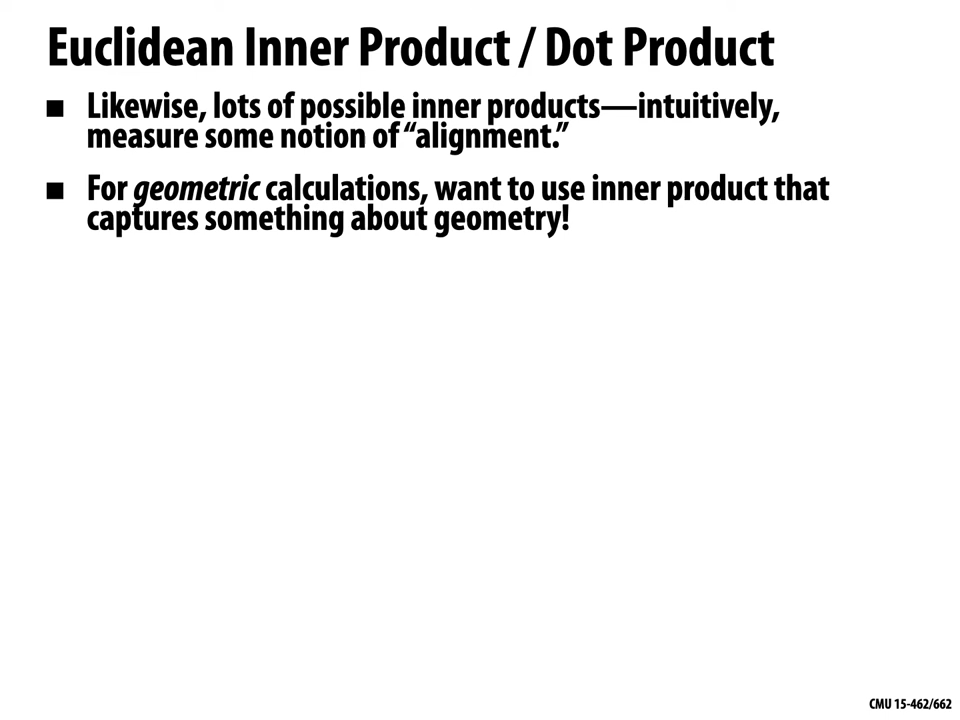 Euclidean Inner Product / Dot Product
■ Likewise, lots of possible inner products—intuitively,
measure some notion of “alignment.”
■ For geometric calculations, want to use inner product that
captures something about geometry!
CMU 15-462/662